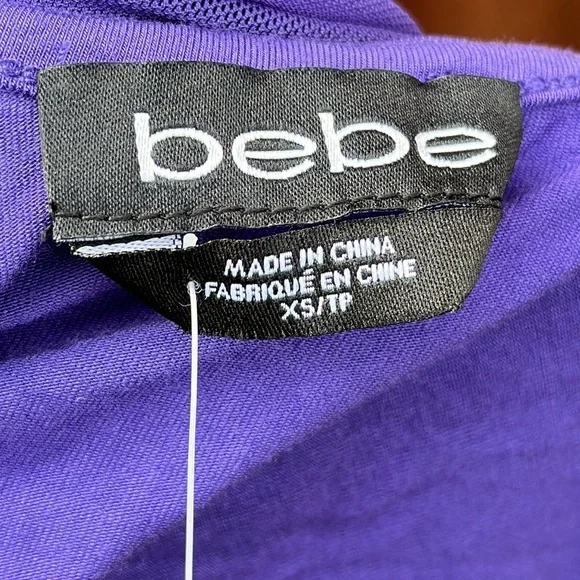 bebe
MADE IN CHINA
FABRIQUÉ EN CHINE
XS/TP